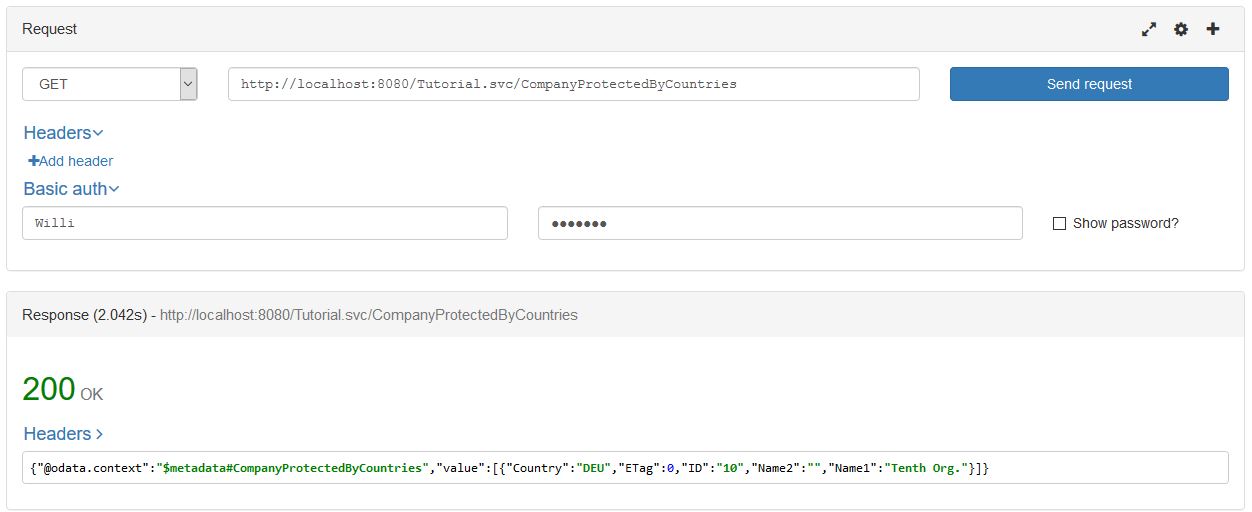 Request
GET http://localhost:8080/Tutorial.svc/CompanyProtectedByCountries Send request
Headers
Add header
Basic auth
Willi ●●●●●●● Show password?
Response (2.042s) - http://localhost:8080/Tutorial.svc/CompanyProtectedByCountries
200 OK
Headers
{"@odata.context":"$metadata#CompanyProtectedByCountries","value":[{"Country":"DEU","ETag":0,"ID":"10","Name2":"","Name1":"Tenth Org."}]}